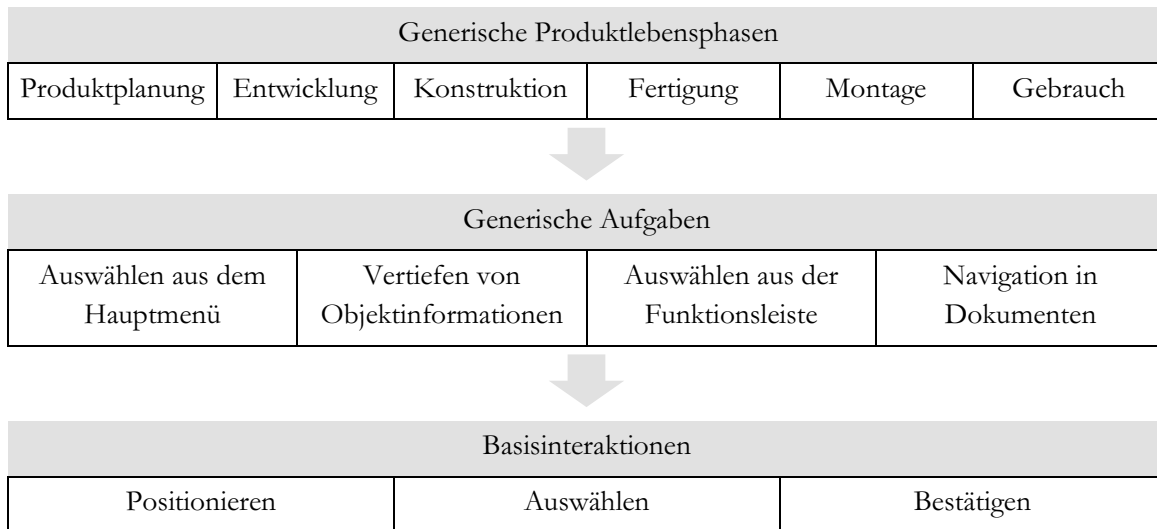 Generische Produktlebensphasen
Produktplanung Entwicklung Konstruktion Fertigung Montage Gebrauch
Generische Aufgaben
Auswählen aus dem Vertiefen von Auswählen aus der Navigation in
Hauptmenü Objektinformationen Funktionsleiste Dokumenten
Basisinteraktionen
Positionieren Auswählen Bestätigen